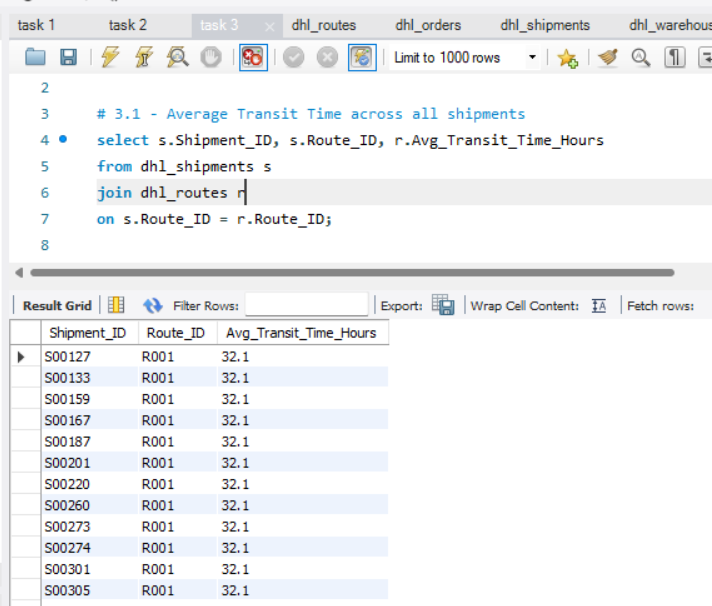 task 1 task 2 task 3 dhl_routes dhl_orders dhl_shipments dhl_warehous
Limit to 1000 rows
2
3 # 3.1 - Average Transit Time across all shipments
4 select s.Shipment_ID, s.Route_ID, r.Avg_Transit_Time_Hours
5 from dhl_shipments s
6 join dhl_routes r
7 on s.Route_ID = r.Route_ID;
8
Result Grid Filter Rows: Export: Wrap Cell Content: Fetch rows:
Shipment_ID Route_ID Avg_Transit_Time_Hours
S00127 R001 32.1
S00133 R001 32.1
S00159 R001 32.1
S00167 R001 32.1
S00187 R001 32.1
S00201 R001 32.1
S00220 R001 32.1
S00260 R001 32.1
S00273 R001 32.1
S00274 R001 32.1
S00301 R001 32.1
S00305 R001 32.1